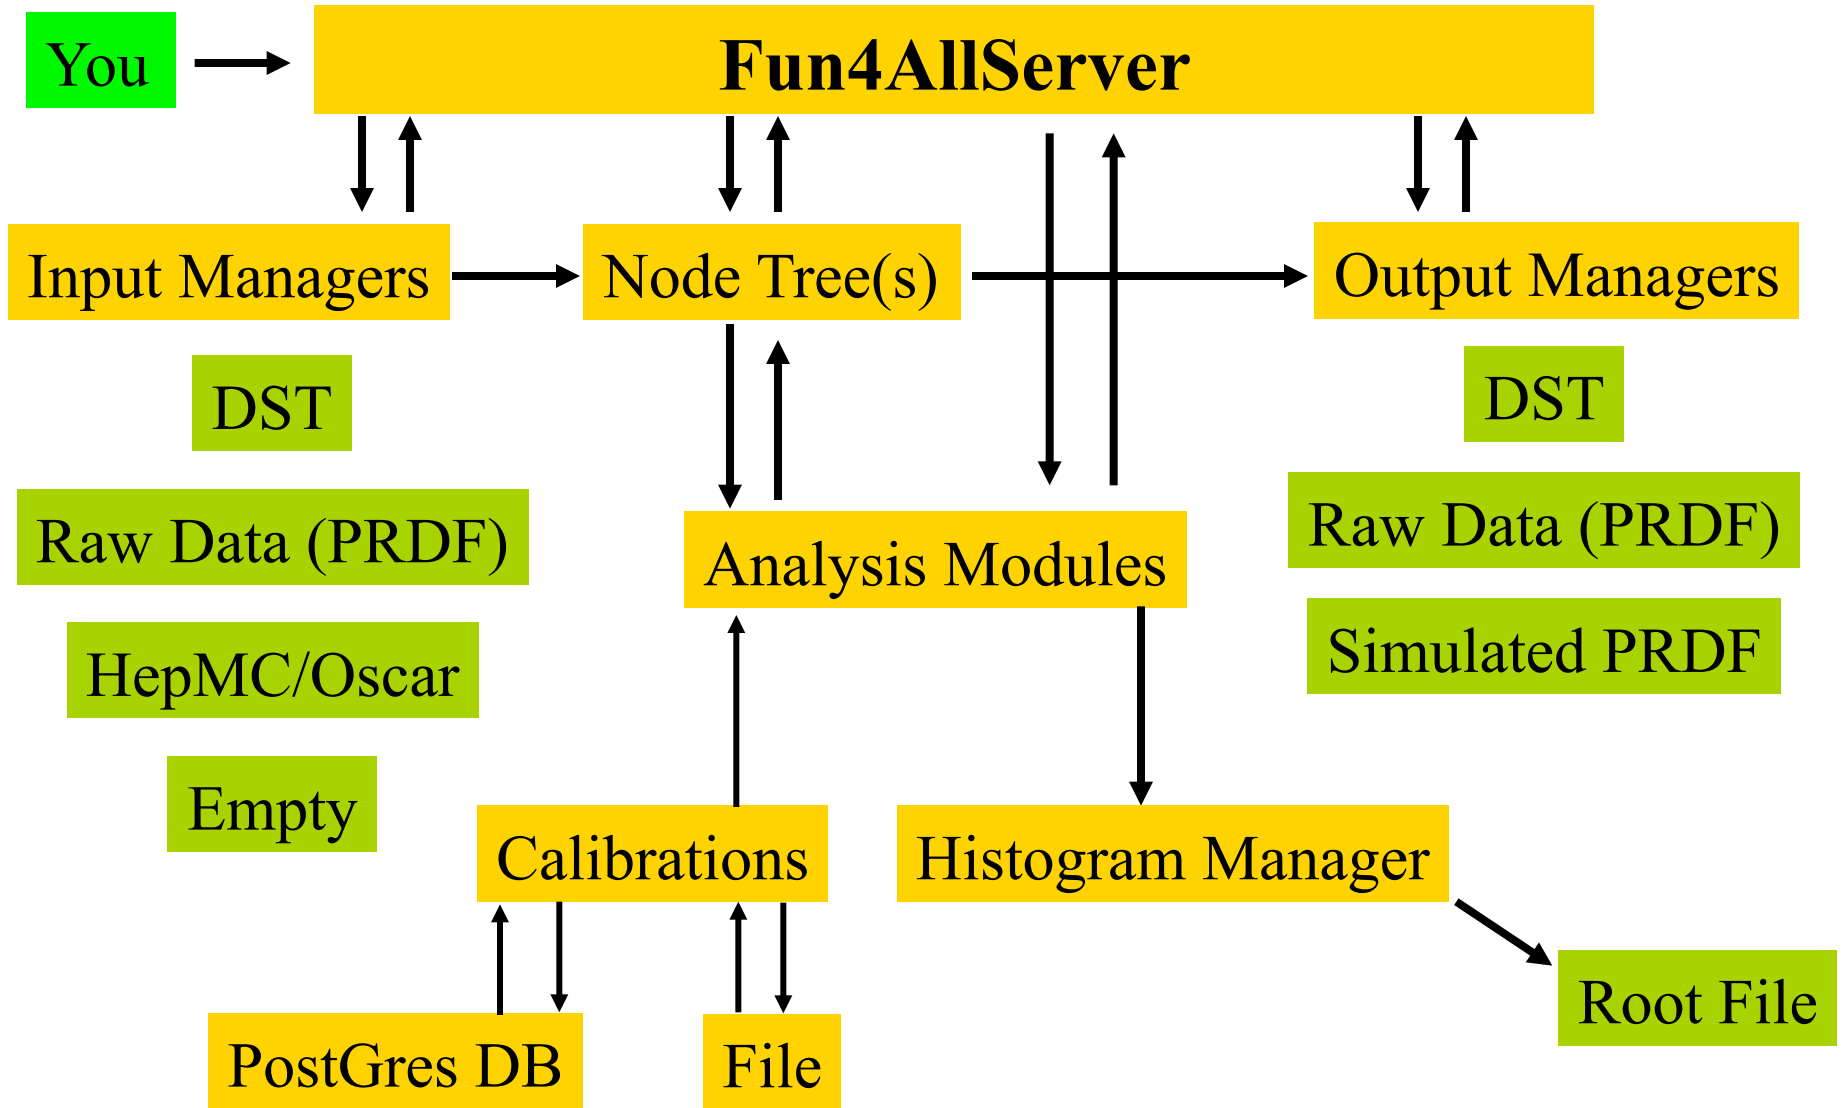 You
Fun4AllServer
Input Managers
Node Tree(s)
Output Managers
DST
Raw Data (PRDF)
HepMC/Oscar
Empty
DST
Raw Data (PRDF)
Simulated PRDF
Analysis Modules
Calibrations
Histogram Manager
PostGres DB
File
Root File